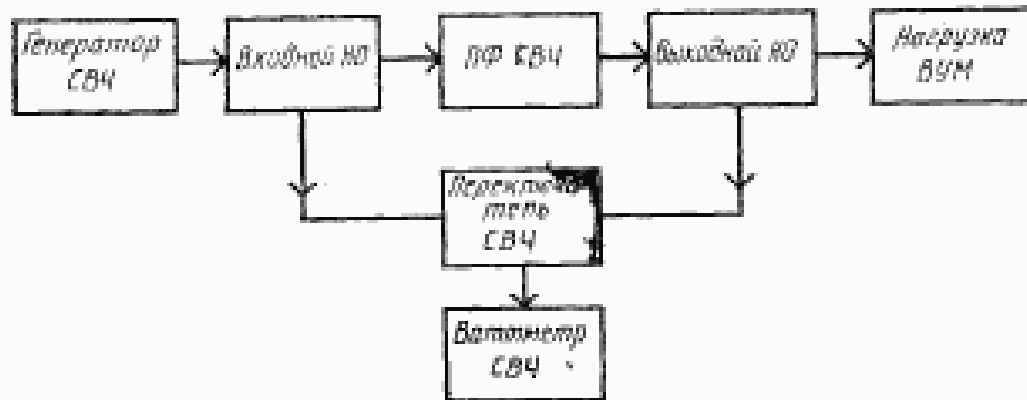 Генератор
СВЧ
Входной НО
ПФ СВЧ
Выходной НО
Нагрузка
ВУМ
Переключа
тель
СВЧ
Ваттметр
СВЧ